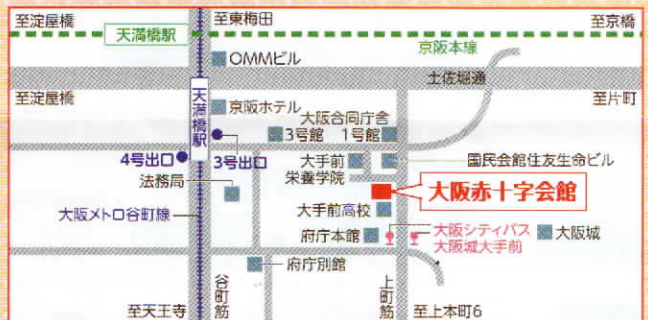 至淀屋橋
至東梅田
至京橋
天満橋駅
京阪本線
OMMビル
土佐堀通
至淀屋橋
天満橋駅
京阪ホテル
至片町
大阪合同庁舎
3号館
1号館
4号出口
3号出口
大手前
栄養学院
国民会館住友生命ビル
法務局
大阪赤十字会館
大阪メトロ谷町線
大手前高校
府庁本館
大阪シティバス
大阪城大手前
大阪城
府庁別館
谷町筋
上町筋
至天王寺
至上本町6